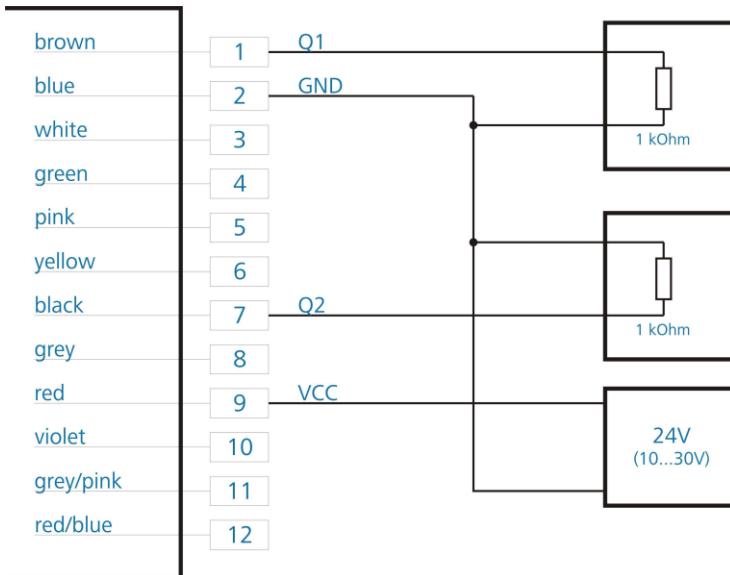 brown 1 Q1
blue 2 GND
white 3
green 4
pink 5
yellow 6
black 7 Q2
grey 8
red 9 VCC
violet 10
grey/pink 11
red/blue 12
1 kOhm
1 kOhm
24V
(10...30V)